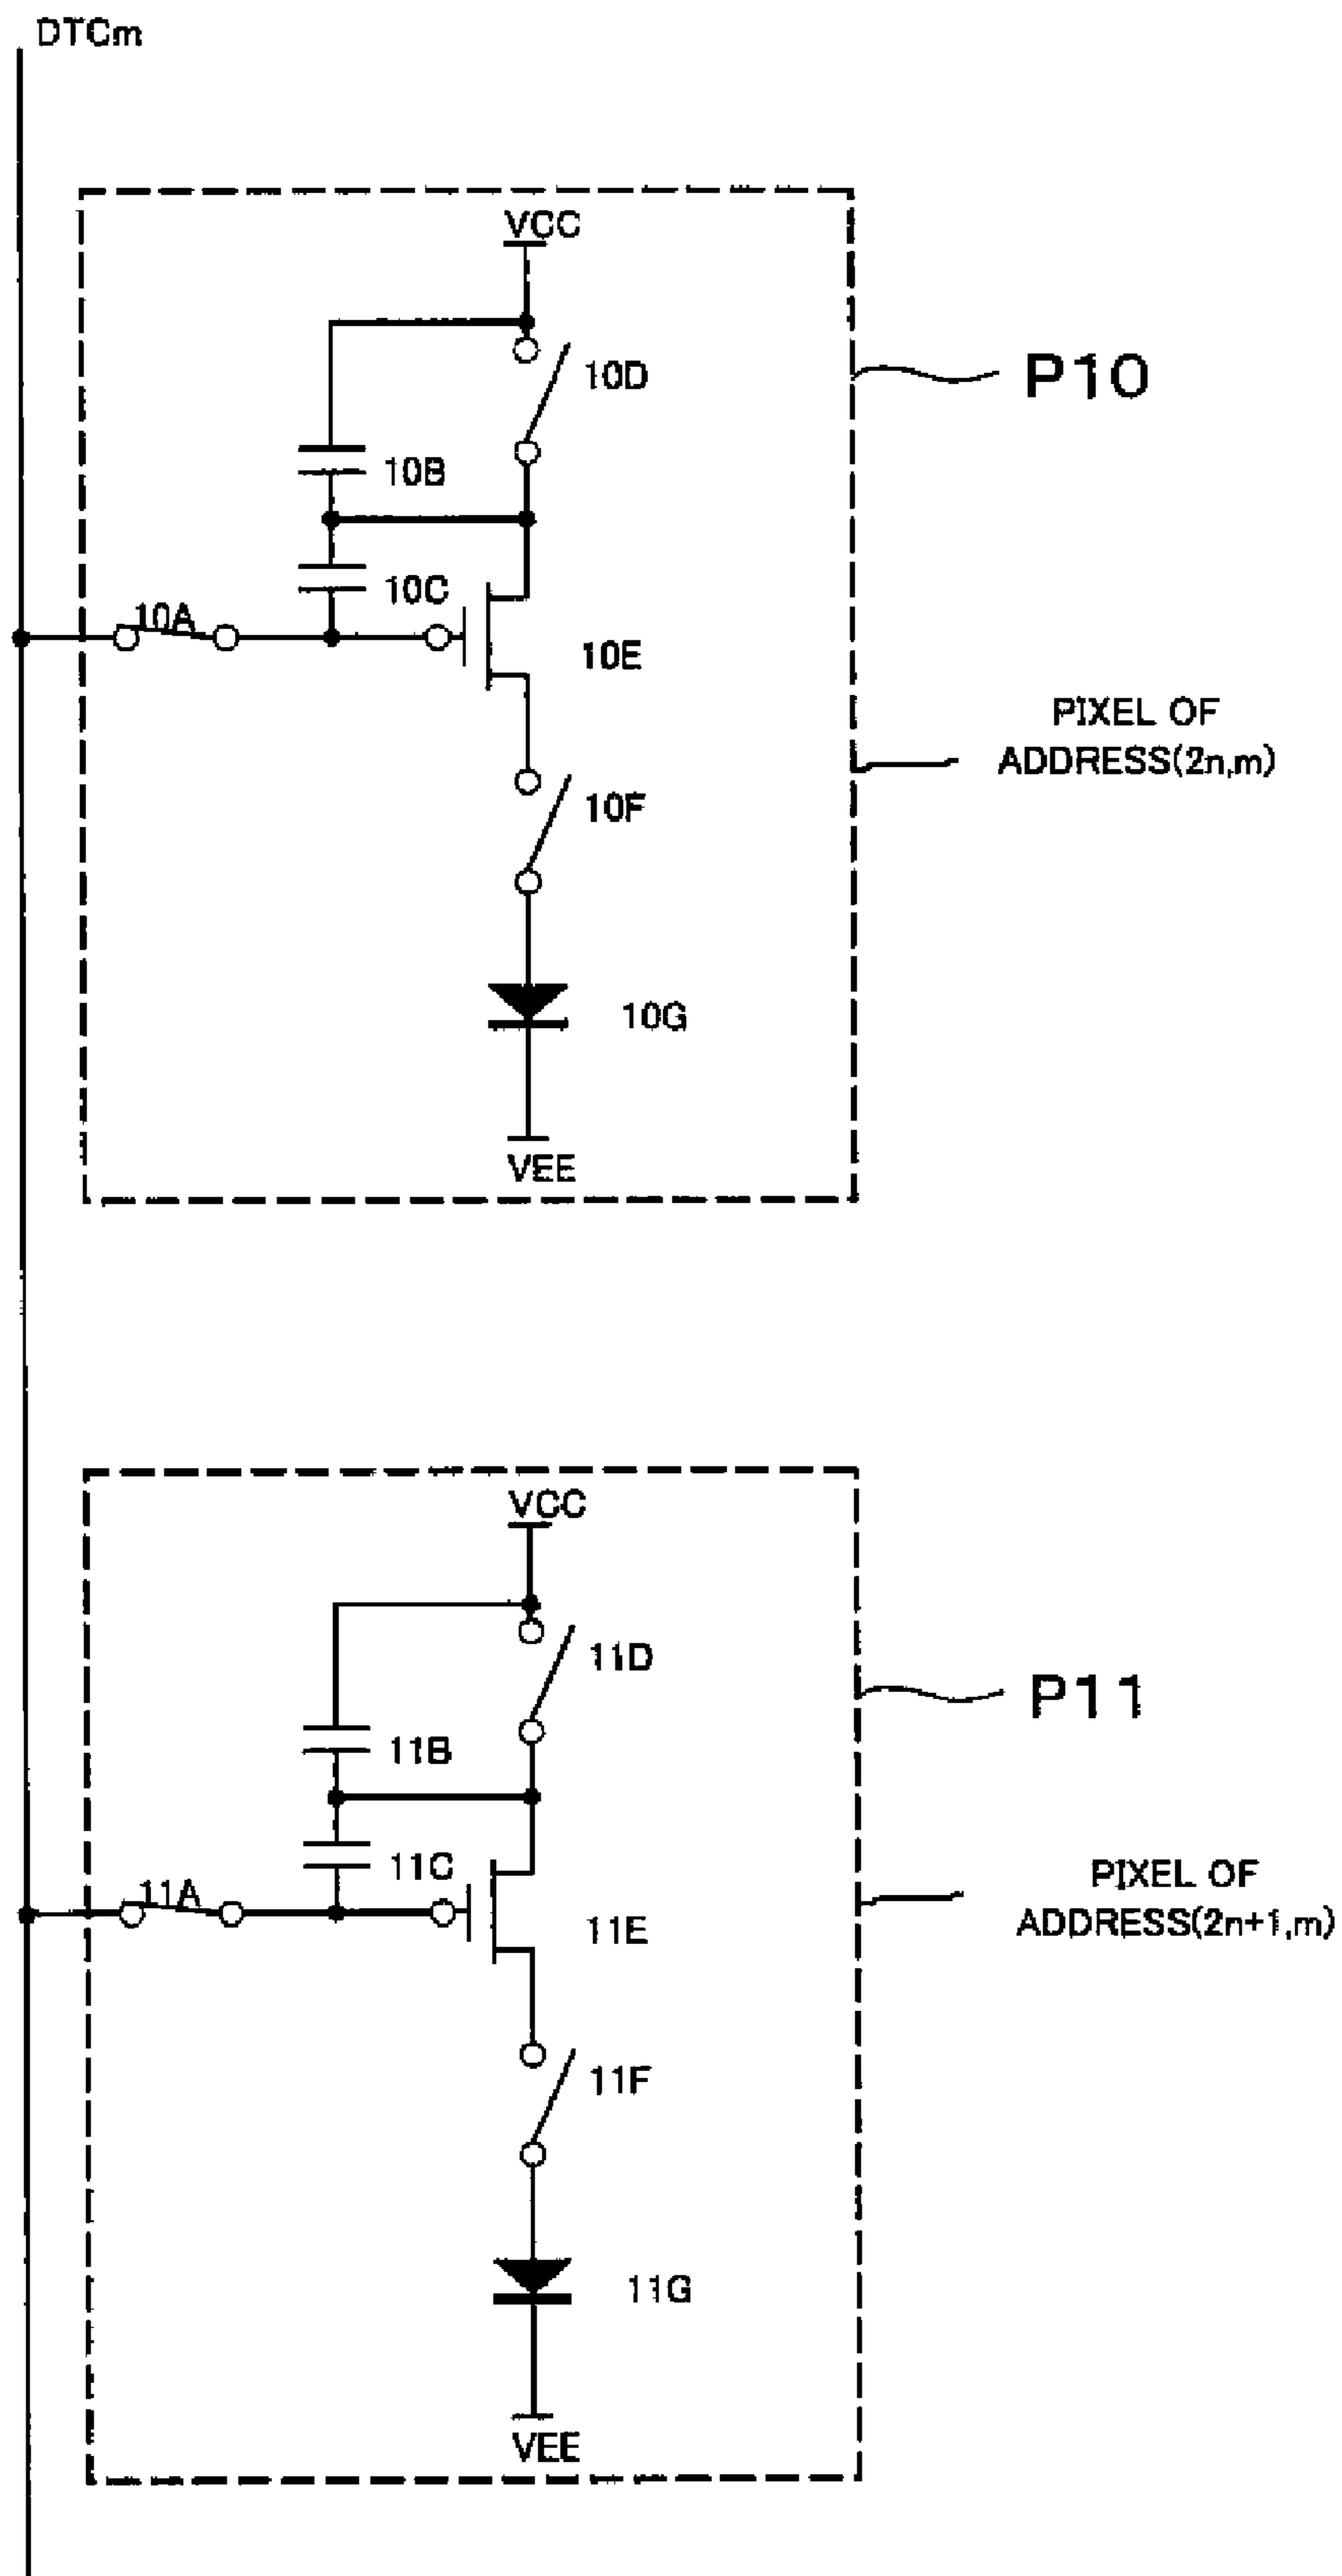 DTCm
VCC
10D
P10
10B
10C
10A
10E
PIXEL OF
ADDRESS(2n,m)
10F
10G
VEE
VCC
11D
P11
11B
11C
11A
11E
PIXEL OF
ADDRESS(2n+1,m)
11F
11G
VEE